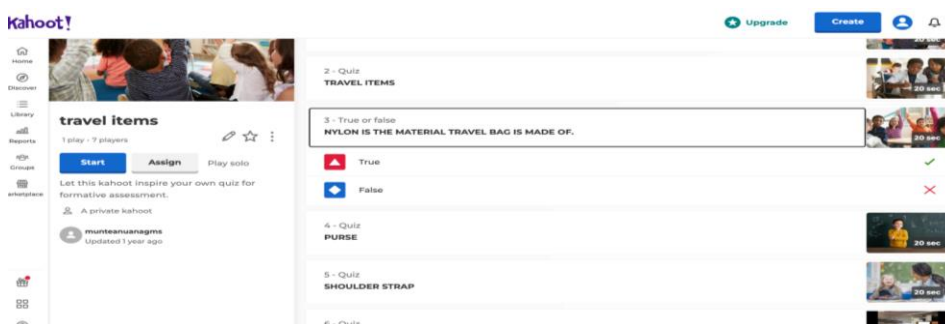 Kahoot!
Upgrade
Create
Home
Discover
Library
Reports
Groups
arketplace
travel items
1 play - 7 players
Start
Assign
Play solo
Let this kahoot inspire your own quiz for
formative assessment.
A private kahoot
munteanuanagms
Updated 1 year ago
20 sec
2 - Quiz
TRAVEL ITEMS
20 sec
3 - True or false
NYLON IS THE MATERIAL TRAVEL BAG IS MADE OF.
20 sec
True
False
4 - Quiz
PURSE
20 sec
5 - Quiz
SHOULDER STRAP
20 sec
6 - Quiz